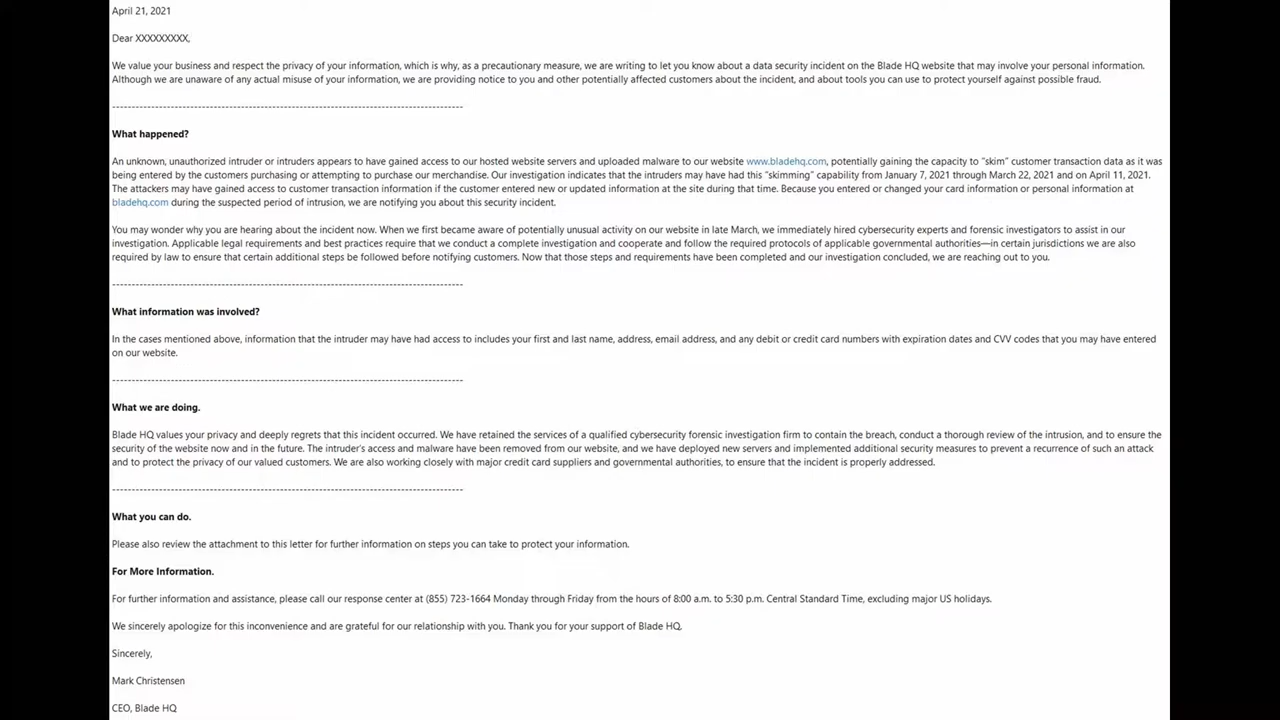 April 21, 2021
Dear XXXXXXXXX,
We value your business and respect the privacy of your information, which is why, as a precautionary measure, we are writing to let you know about a data security incident on the Blade HQ website that may involve your personal information.
Although we are unaware of any actual misuse of your information, we are providing notice to you and other potentially affected customers about the incident, and about tools you can use to protect yourself against possible fraud.
--------------------------------------------------------------------------------------
What happened?
An unknown, unauthorized intruder or intruders appears to have gained access to our hosted website servers and uploaded malware to our website www.bladehq.com, potentially gaining the capacity to “skim” customer transaction data as it was
being entered by the customers purchasing or attempting to purchase our merchandise. Our investigation indicates that the intruders may have had this “skimming” capability from January 7, 2021 through March 22, 2021 and on April 11, 2021.
The attackers may have gained access to customer transaction information if the customer entered new or updated information at the site during that time. Because you entered or changed your card information or personal information at
bladehq.com during the suspected period of intrusion, we are notifying you about this security incident.
You may wonder why you are hearing about the incident now. When we first became aware of potentially unusual activity on our website in late March, we immediately hired cybersecurity experts and forensic investigators to assist in our
investigation. Applicable legal requirements and best practices require that we conduct a complete investigation and cooperate and follow the required protocols of applicable governmental authorities—in certain jurisdictions we are also
required by law to ensure that certain additional steps be followed before notifying customers. Now that those steps and requirements have been completed and our investigation concluded, we are reaching out to you.
--------------------------------------------------------------------------------------
What information was involved?
In the cases mentioned above, information that the intruder may have had access to includes your first and last name, address, email address, and any debit or credit card numbers with expiration dates and CVV codes that you may have entered
on our website.
--------------------------------------------------------------------------------------
What we are doing.
Blade HQ values your privacy and deeply regrets that this incident occurred. We have retained the services of a qualified cybersecurity forensic investigation firm to contain the breach, conduct a thorough review of the intrusion, and to ensure the
security of the website now and in the future. The intruder’s access and malware have been removed from our website, and we have deployed new servers and implemented additional security measures to prevent a recurrence of such an attack
and to protect the privacy of our valued customers. We are also working closely with major credit card suppliers and governmental authorities, to ensure that the incident is properly addressed.
--------------------------------------------------------------------------------------
What you can do.
Please also review the attachment to this letter for further information on steps you can take to protect your information.
For More Information.
For further information and assistance, please call our response center at (855) 723-1664 Monday through Friday from the hours of 8:00 a.m. to 5:30 p.m. Central Standard Time, excluding major US holidays.
We sincerely apologize for this inconvenience and are grateful for our relationship with you. Thank you for your support of Blade HQ.
Sincerely,
Mark Christensen
CEO, Blade HQ